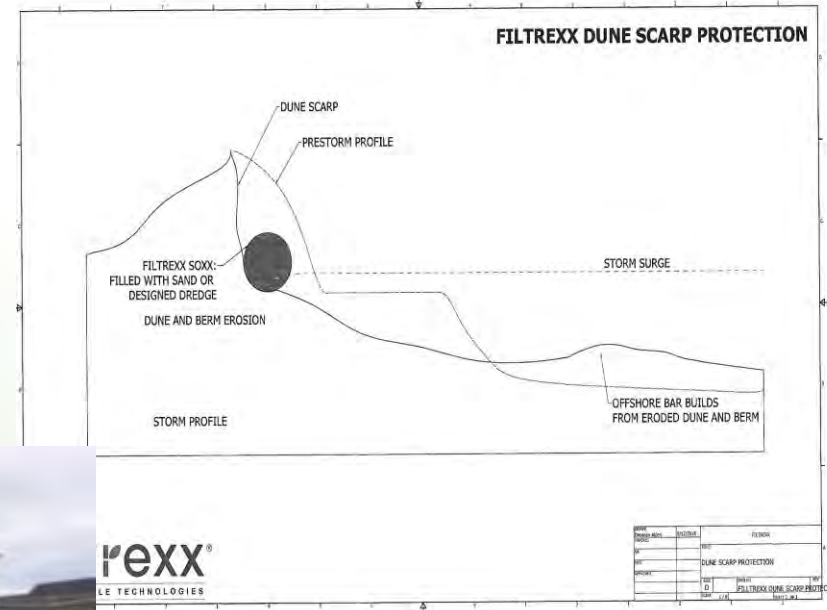 FILTREXX DUNE SCARP PROTECTION
DUNE SCARP
PRESTORM PROFILE
FILTREXX SOXX:
FILLED WITH SAND OR
DESIGNED DREDGE
STORM SURGE
DUNE AND BERM EROSION
OFFSHORE BAR BUILDS
FROM ERODED DUNE AND BERM
STORM PROFILE
rexx®
LE TECHNOLOGIES
FILTREXX
DUNE SCARP PROTECTION
D
FILLTREXX DUNE SCARP PROTEC